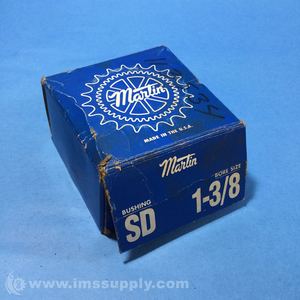 Martin
MADE IN THE U.S.A.
Martin
BUSHING
SD
BORE SIZE
1-3/8
© www.imssupply.com